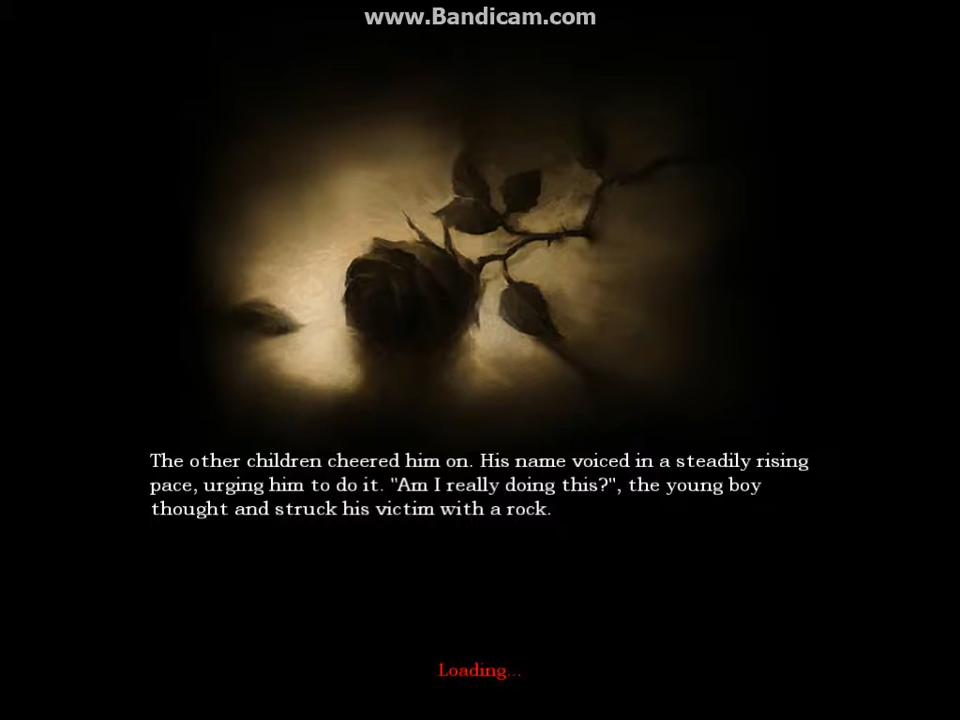 www.Bandicam.com
The other children cheered him on. His name voiced in a steadily rising
pace, urging him to do it. "Am I really doing this?", the young boy
thought and struck his victim with a rock.
Loading...